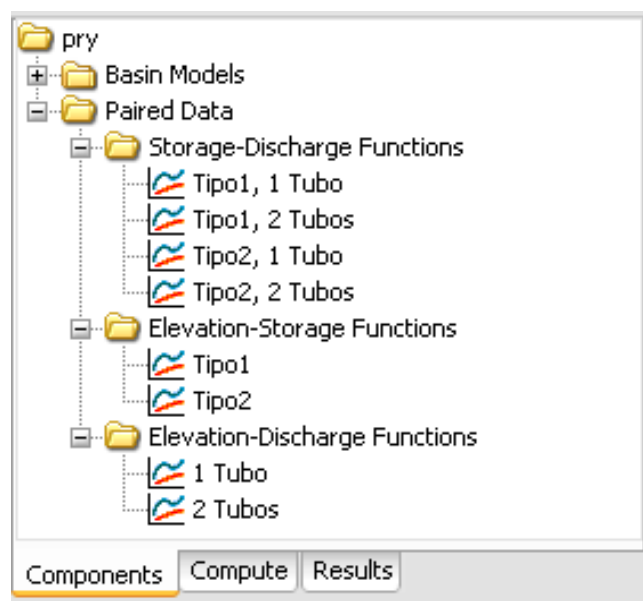 pry
Basin Models
Paired Data
Storage-Discharge Functions
Tipo1, 1 Tubo
Tipo1, 2 Tubos
Tipo2, 1 Tubo
Tipo2, 2 Tubos
Elevation-Storage Functions
Tipo1
Tipo2
Elevation-Discharge Functions
1 Tubo
2 Tubos
Components Compute Results